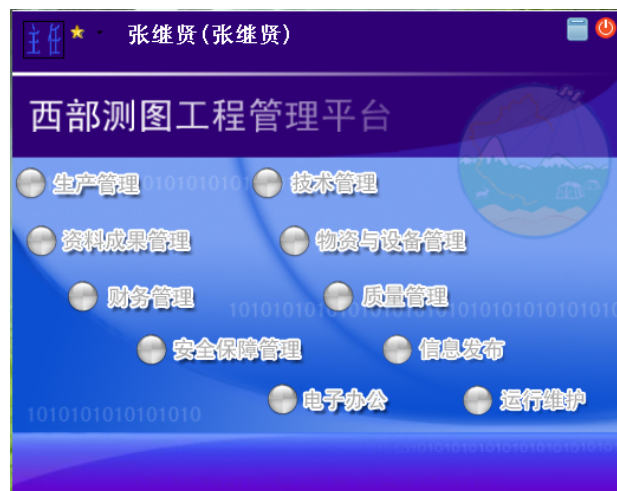 主任 张继贤(张继贤)
西部测图工程管理平台
生产管理 0101010101 技术管理
资料成果管理 物资与设备管理
财务管理 质量管理
安全保障管理 信息发布
电子办公 运行维护
1010101010101010